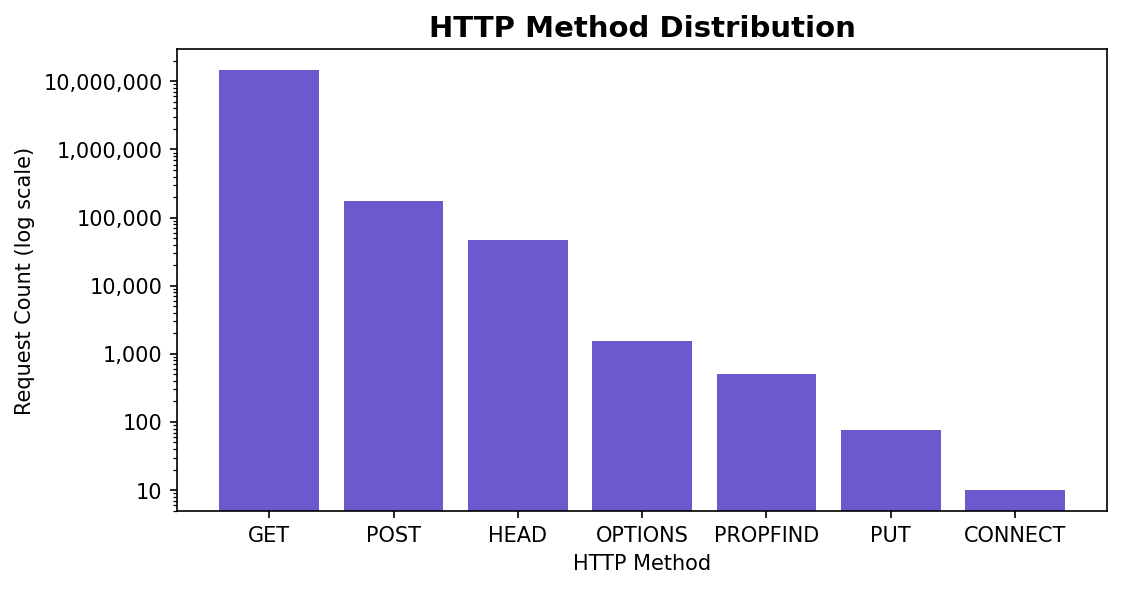 HTTP Method Distribution
Request Count (log scale)
10,000,000
1,000,000
100,000
10,000
1,000
100
10
GET POST HEAD OPTIONS PROPFIND PUT CONNECT
HTTP Method